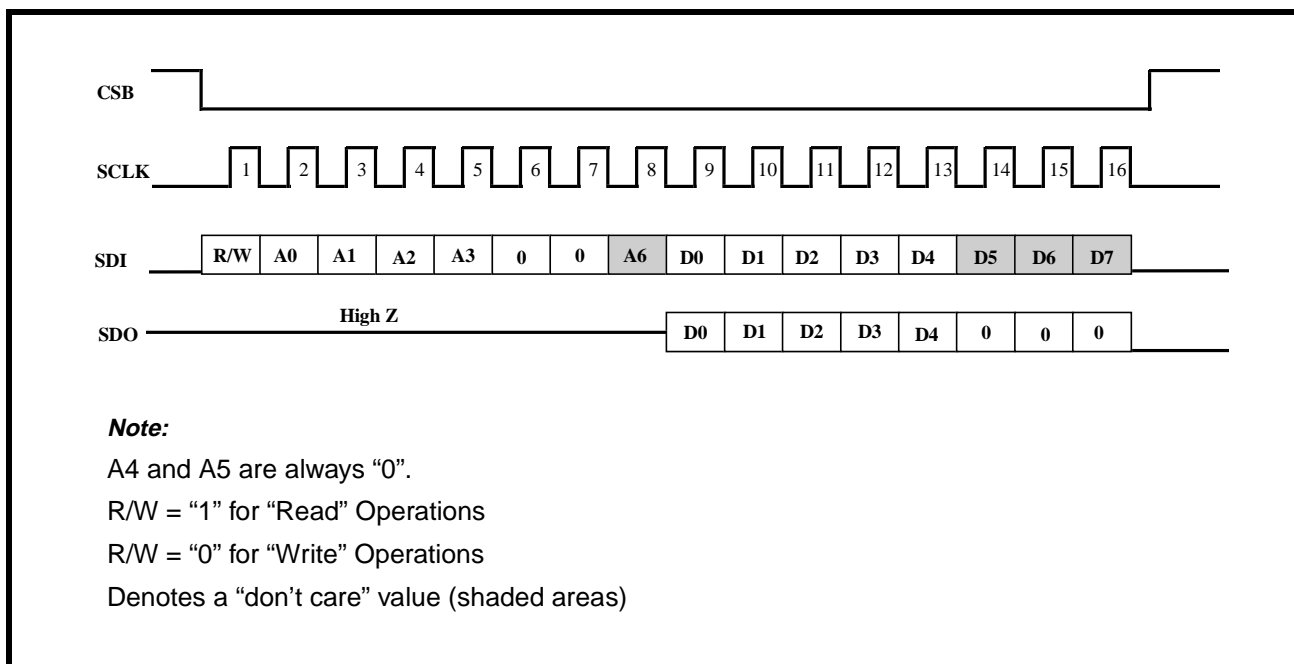 CSB
SCLK 1 2 3 4 5 6 7 8 9 10 11 12 13 14 15 16
SDI R/W A0 A1 A2 A3 0 0 A6 D0 D1 D2 D3 D4 D5 D6 D7
High Z
SDO D0 D1 D2 D3 D4 0 0 0
Note:
A4 and A5 are always “0”.
R/W = “1” for “Read” Operations
R/W = “0” for “Write” Operations
Denotes a “don’t care” value (shaded areas)